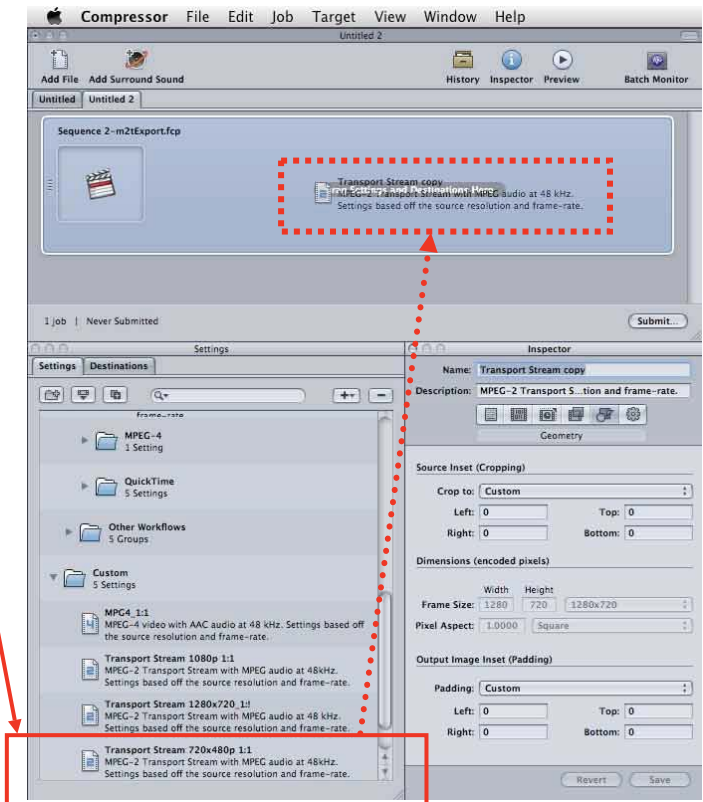 Compressor File Edit Job Target View Window Help
Untitled 2
Add File Add Surround Sound History Inspector Preview Batch Monitor
Untitled Untitled 2
Sequence 2-m2tExport.fcp
Transport Stream copy
MPEG-2 Transport Stream with MPEG audio at 48 kHz.
Settings based off the source resolution and frame-rate.
1 job | Never Submitted
Submit...
Settings
Settings Destinations
frame-rate
MPEG-4
1 Setting
QuickTime
5 Settings
Other Workflows
5 Groups
Custom
5 Settings
MPG4_1:1
MPEG-4 video with AAC audio at 48 kHz. Settings based off
the source resolution and frame-rate.
Transport Stream 1080p 1:1
MPEG-2 Transport Stream with MPEG audio at 48kHz.
Settings based off the source resolution and frame-rate.
Transport Stream 1280x720_1:1
MPEG-2 Transport Stream with MPEG audio at 48 kHz.
Settings based off the source resolution and frame-rate.
Transport Stream 720x480p 1:1
MPEG-2 Transport Stream with MPEG audio at 48kHz.
Settings based off the source resolution and frame-rate.
Inspector
Name: Transport Stream copy
Description: MPEG-2 Transport S...tion and frame-rate.
Geometry
Source Inset (Cropping)
Crop to: Custom
Left: 0 Top: 0
Right: 0 Bottom: 0
Dimensions (encoded pixels)
Width Height
Frame Size: 1280 720 1280x720
Pixel Aspect: 1.0000 Square
Output Image Inset (Padding)
Padding: Custom
Left: 0 Top: 0
Right: 0 Bottom: 0
Revert Save